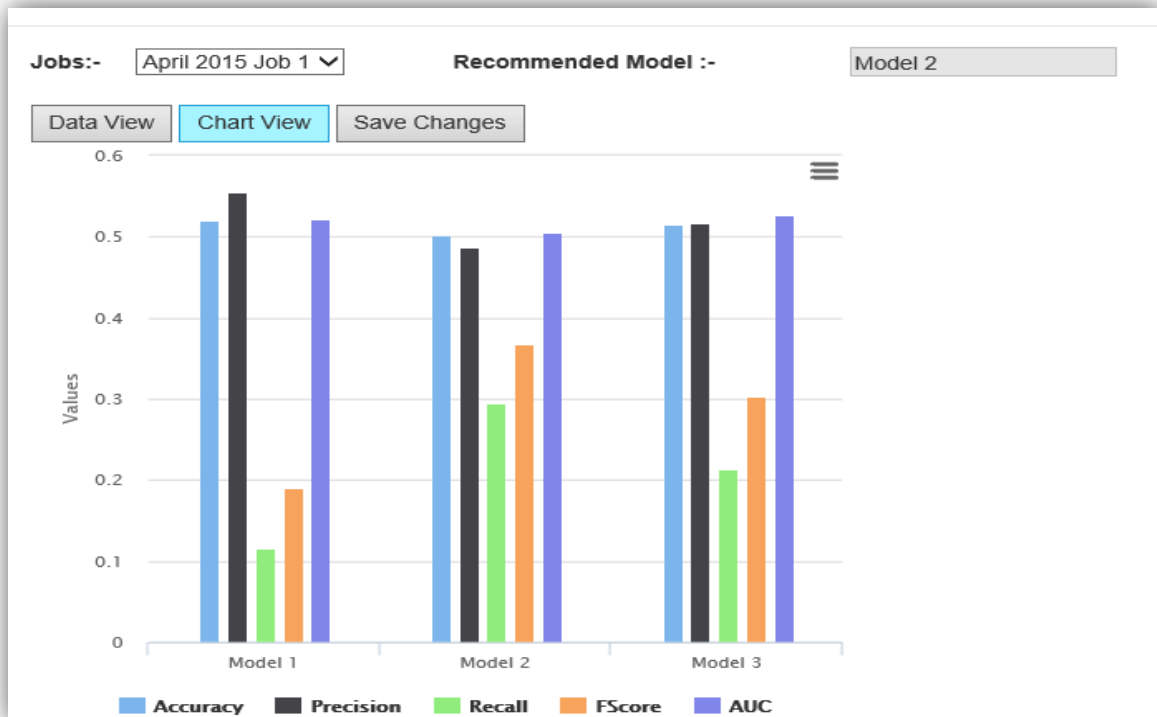 Jobs:- April 2015 Job 1 Recommended Model :- Model 2
Data View Chart View Save Changes
0.6
0.5
0.4
0.3
0.2
0.1
0
Values
Model 1 Model 2 Model 3
Accuracy Precision Recall FScore AUC